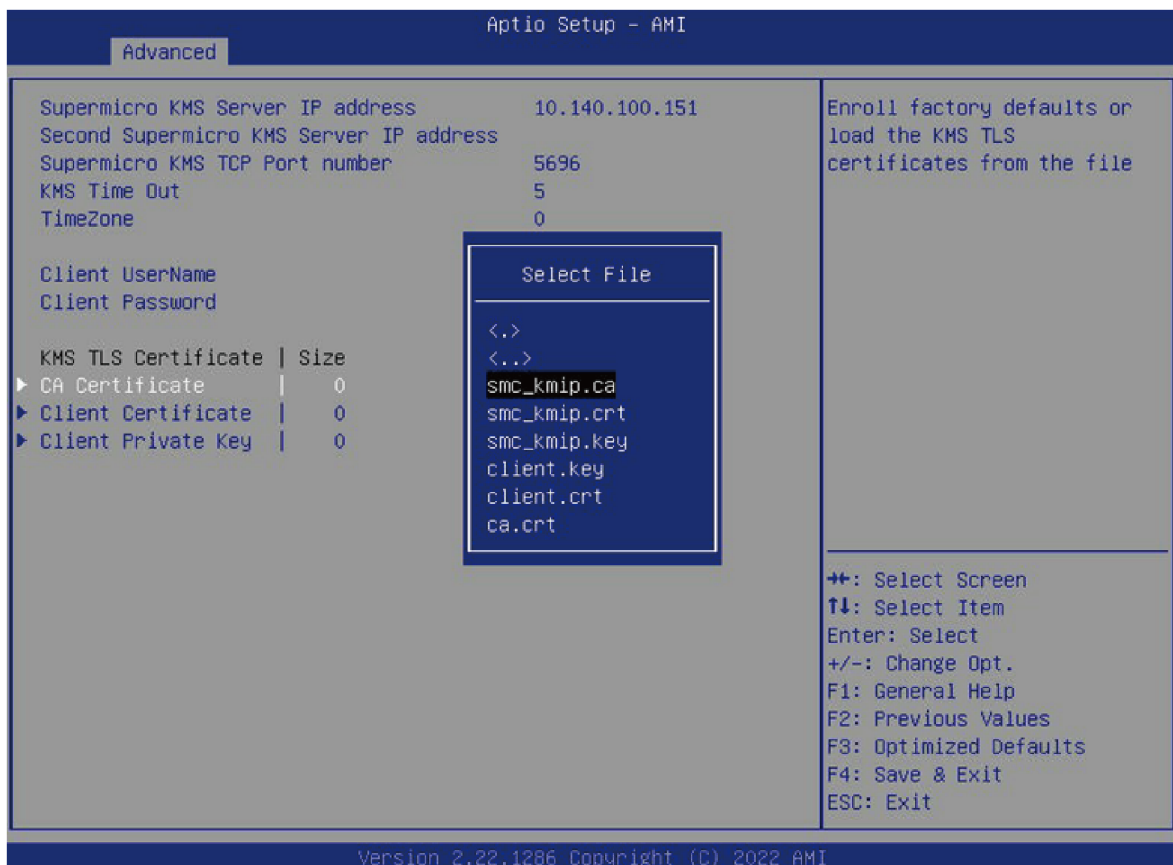 Aptio Setup - AMI
Advanced
Supermicro KMS Server IP address 10.140.100.151
Second Supermicro KMS Server IP address
Supermicro KMS TCP Port number 5696
KMS Time Out 5
TimeZone 0
Client UserName
Client Password
KMS TLS Certificate | Size
CA Certificate | 0
Client Certificate | 0
Client Private Key | 0
Select File
<.>
<..>
smc_kmip.ca
smc_kmip.crt
smc_kmip.key
client.key
client.crt
ca.crt
Enroll factory defaults or
load the KMS TLS
certificates from the file
→←: Select Screen
↑↓: Select Item
Enter: Select
+/-: Change Opt.
F1: General Help
F2: Previous Values
F3: Optimized Defaults
F4: Save & Exit
ESC: Exit
Version 2.22.1286 Copyright (C) 2022 AMI